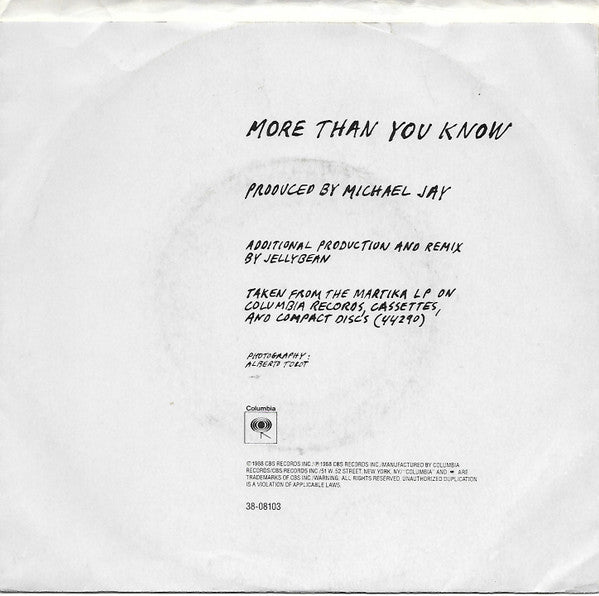 MORE THAN YOU KNOW
PRODUCED BY MICHAEL JAY
ADDITIONAL PRODUCTION AND REMIX
BY JELLYBEAN
TAKEN FROM THE MARTIKA LP ON
COLUMBIA RECORDS, CASSETTES,
AND COMPACT DISC'S (44290)
PHOTOGRAPHY:
ALBERTO TOLOT
Columbia
© 1988 CBS RECORDS INC./℗ 1988 CBS RECORDS INC./MANUFACTURED BY COLUMBIA
RECORDS/CBS RECORDS INC./51 W. 52 STREET, NEW YORK, NY/"COLUMBIA" AND ARE
TRADEMARKS OF CBS INC./WARNING: ALL RIGHTS RESERVED. UNAUTHORIZED DUPLICATION
IS A VIOLATION OF APPLICABLE LAWS.
38-08103